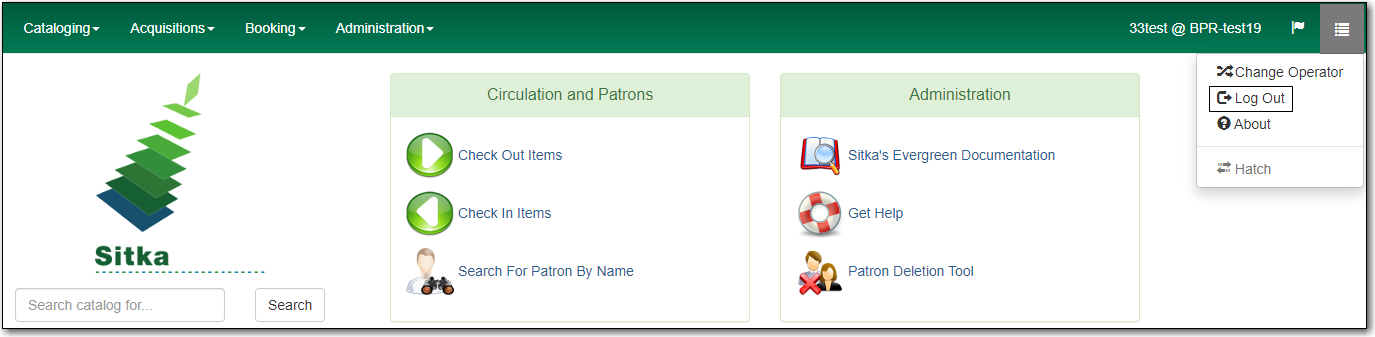 Cataloging Acquisitions Booking Administration 33test @ BPR-test19
Change Operator
Log Out
About
Hatch
Sitka
Search catalog for... Search
Circulation and Patrons
Check Out Items
Check In Items
Search For Patron By Name
Administration
Sitka's Evergreen Documentation
Get Help
Patron Deletion Tool